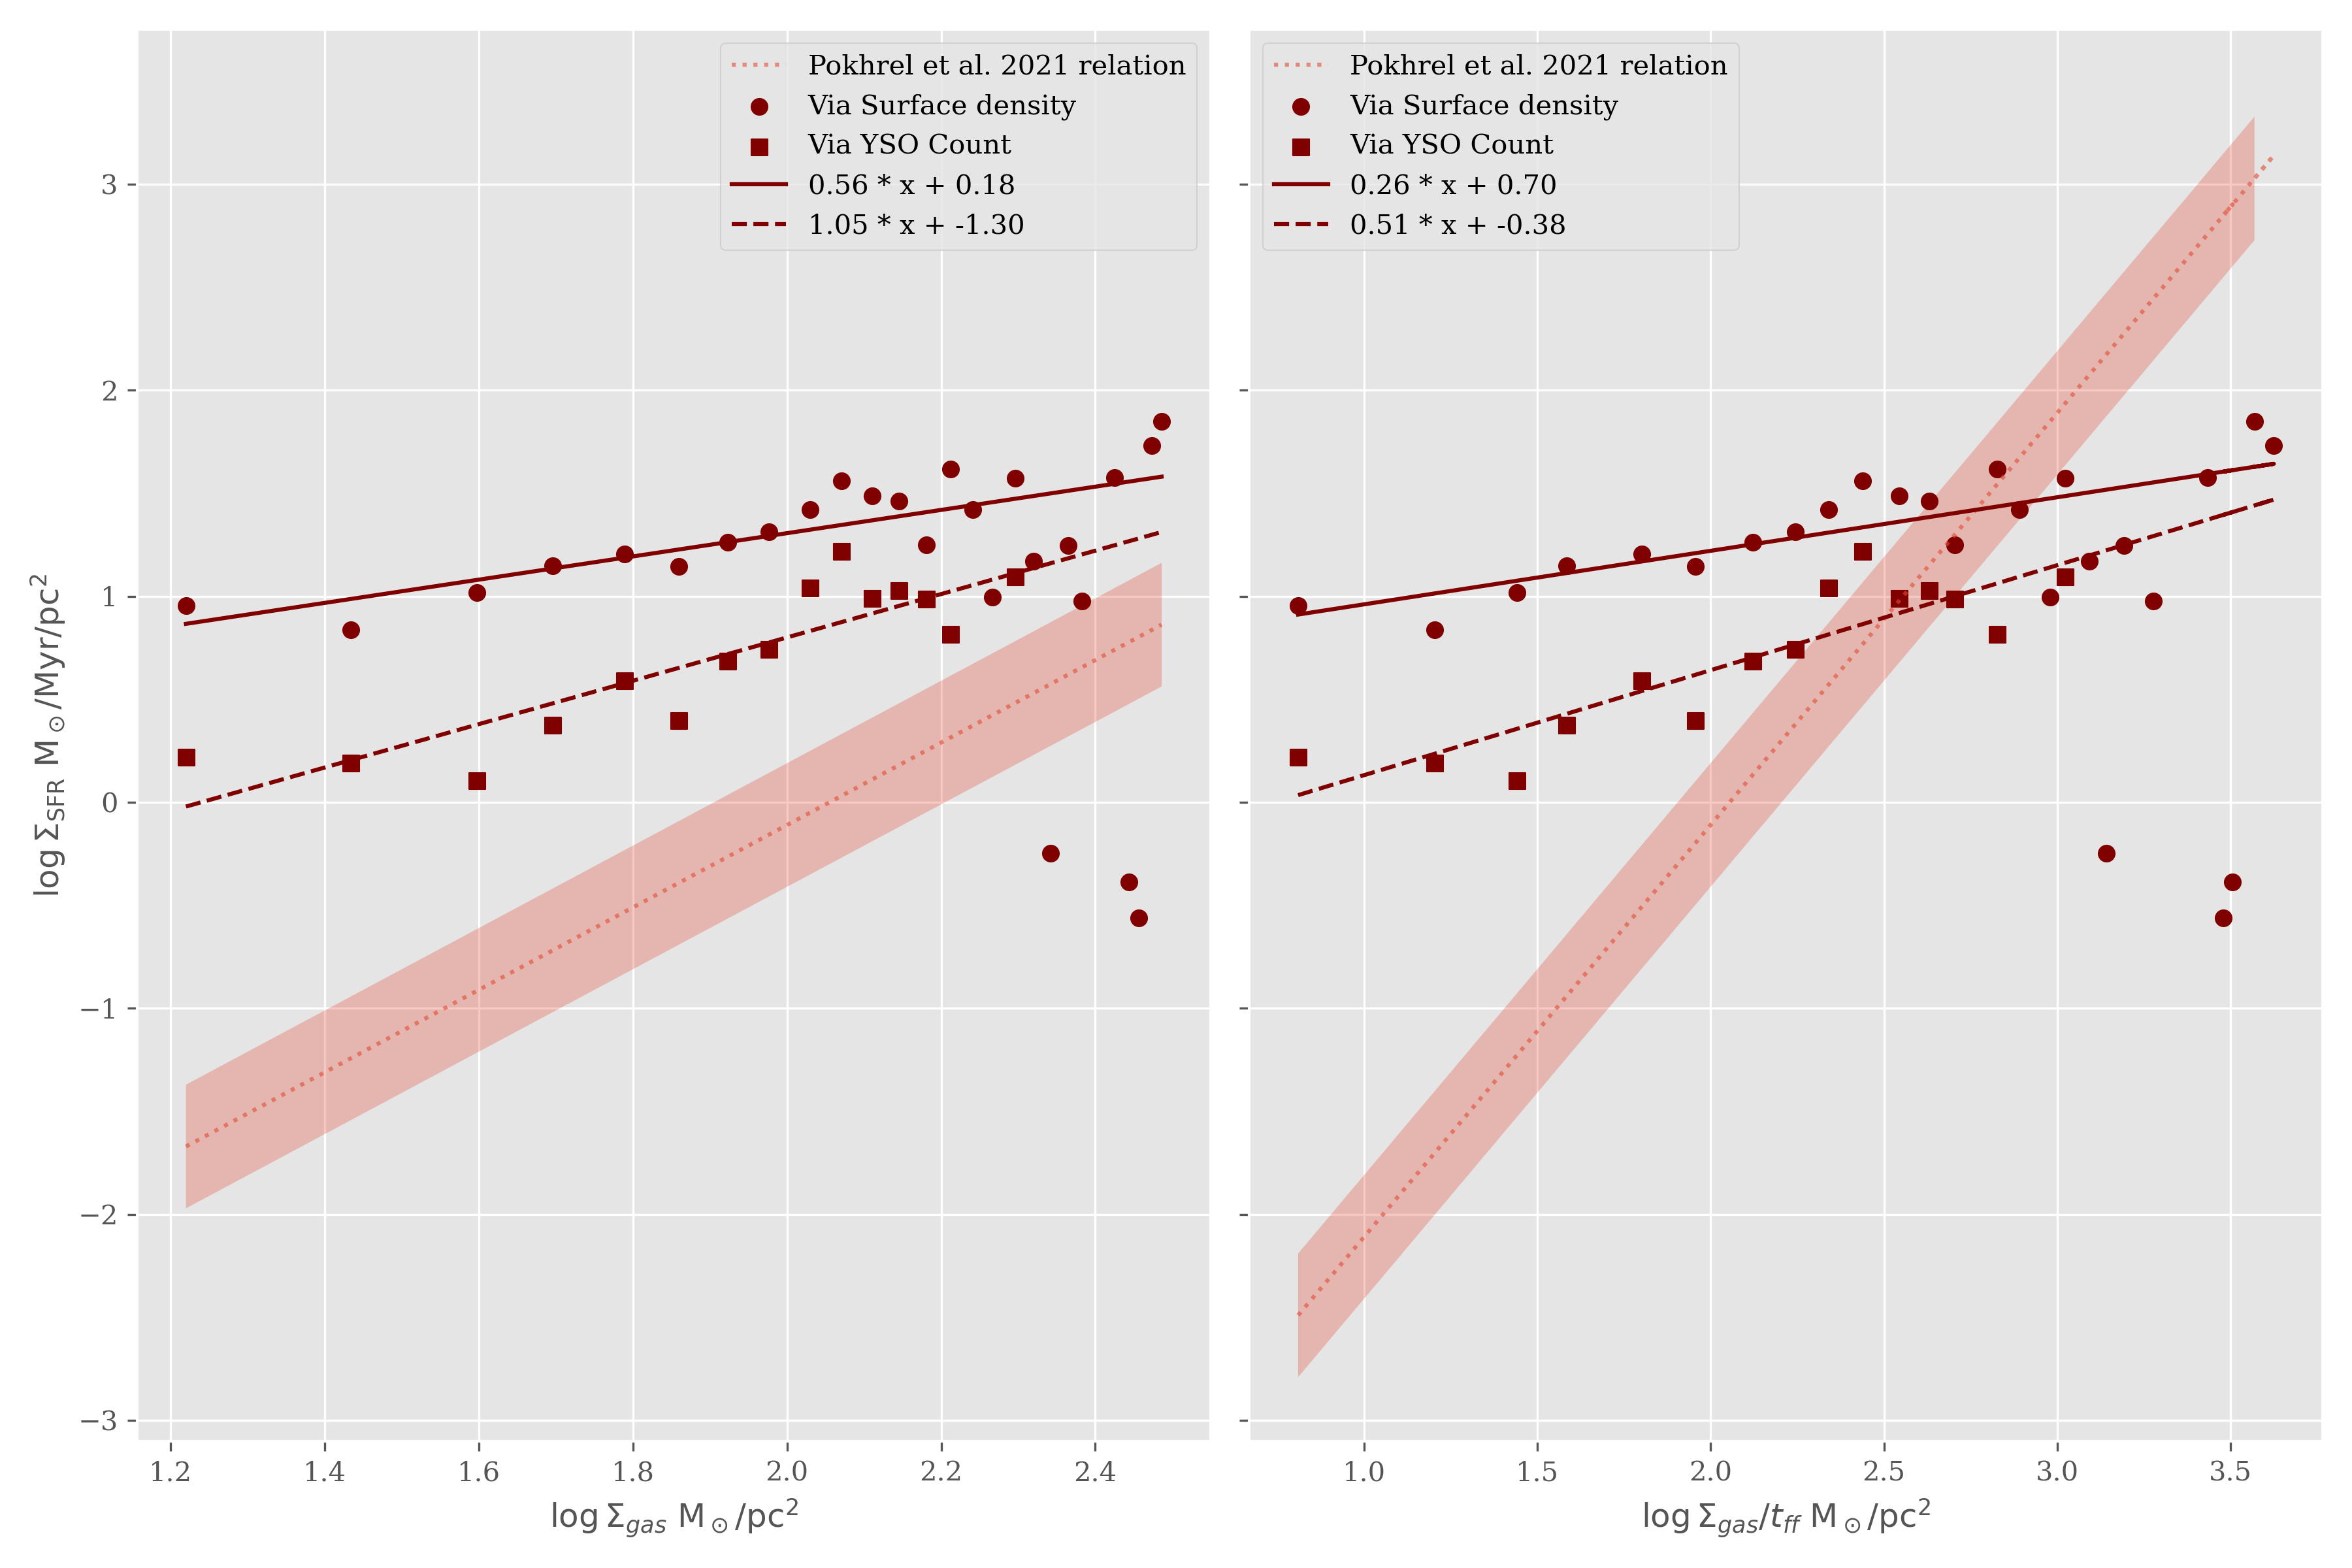 Pokhrel et al. 2021 relation
Via Surface density
Via YSO Count
0.56 * x + 0.18
1.05 * x + -1.30
Pokhrel et al. 2021 relation
Via Surface density
Via YSO Count
0.26 * x + 0.70
0.51 * x + -0.38
3
2
1
0
−1
−2
−3
log Σ_SFR M_⊙/Myr/pc²
1.2 1.4 1.6 1.8 2.0 2.2 2.4
log Σ_gas M_⊙/pc²
1.0 1.5 2.0 2.5 3.0 3.5
log Σ_gas/t_ff M_⊙/pc²